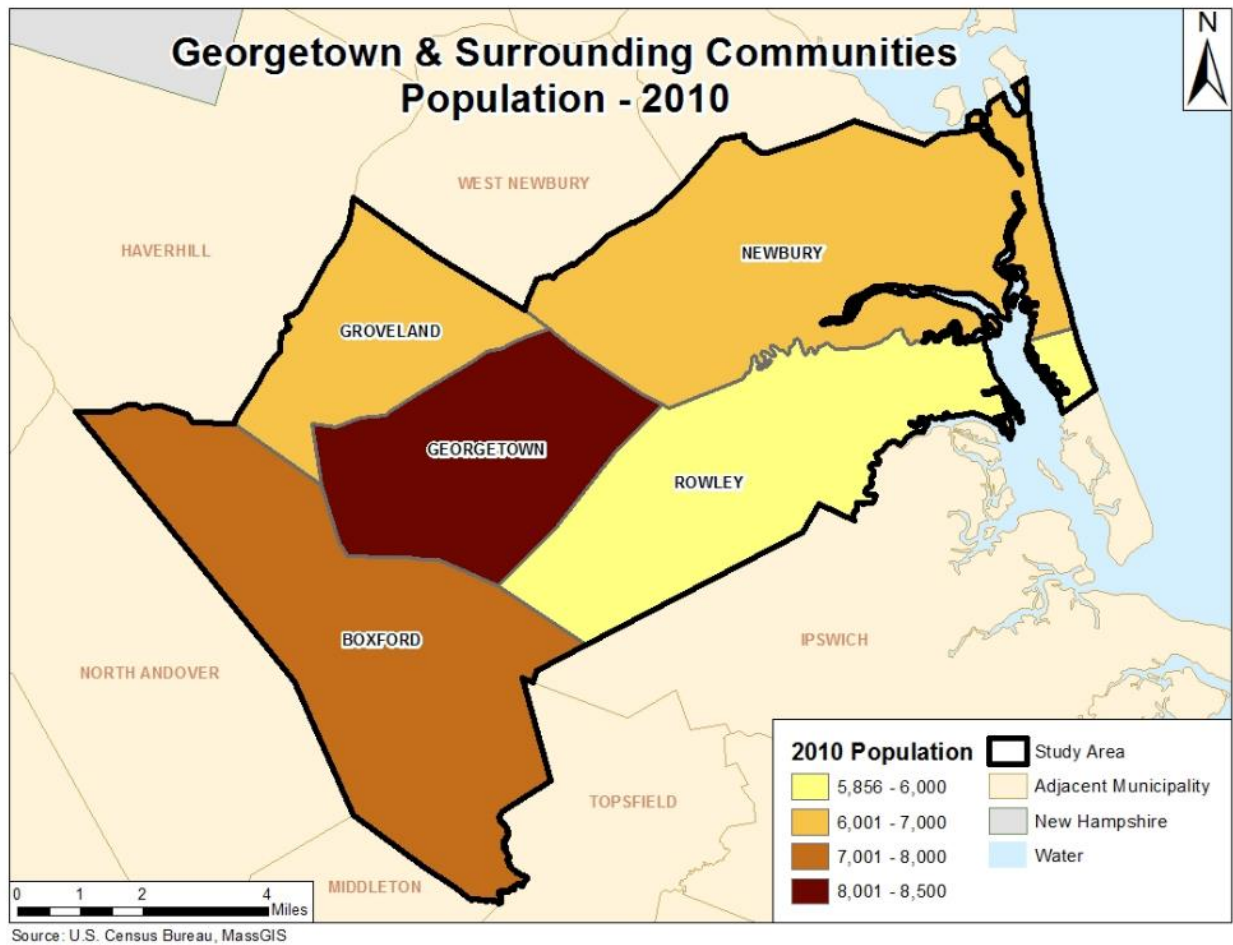 Georgetown & Surrounding Communities
Population - 2010
N
WEST NEWBURY
HAVERHILL
NEWBURY
GROVELAND
GEORGETOWN
ROWLEY
BOXFORD
IPSWICH
NORTH ANDOVER
TOPSFIELD
MIDDLETON
2010 Population
5,856 - 6,000
6,001 - 7,000
7,001 - 8,000
8,001 - 8,500
Study Area
Adjacent Municipality
New Hampshire
Water
0 1 2 4
Miles
Source: U.S. Census Bureau, MassGIS